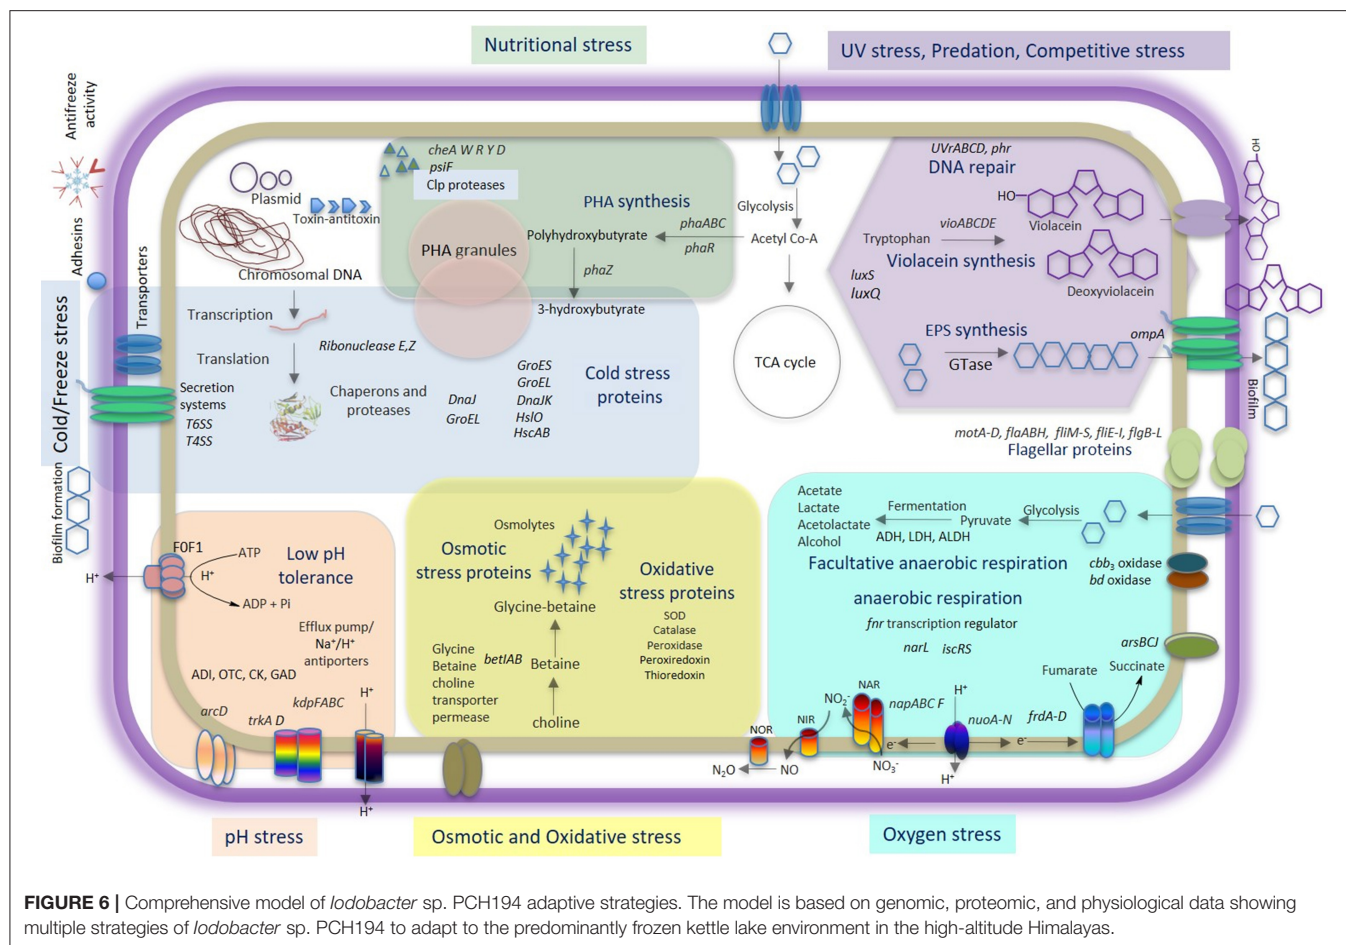 Nutritional stress
UV stress, Predation, Competitive stress
Antifreeze
activity
Adhesins
Transporters
Cold/Freeze stress
Biofilm formation
Plasmid
Toxin-antitoxin
Chromosomal DNA
Transcription
Translation
Ribonuclease E,Z
Chaperons and
proteases
Secretion
systems
T6SS
T4SS
cheA W R Y D
psiF
Clp proteases
PHA synthesis
PHA granules
Polyhydroxybutyrate
phaABC
phaR
phaZ
3-hydroxybutyrate
DnaJ
GroEL
GroES
GroEL
DnaJK
HslO
HscAB
Cold stress
proteins
Glycolysis
Acetyl Co-A
TCA cycle
UVrABCD, phr
DNA repair
HO
Violacein
vioABCDE
Tryptophan
Violacein synthesis
luxS
luxQ
Deoxyviolacein
EPS synthesis
GTase
ompA
HO
Biofilm
motA-D, flaABH, fliM-S, fliE-I, flgB-L
Flagellar proteins
F0F1
ATP
H⁺
H⁺
ADP + Pi
Low pH
tolerance
Efflux pump/
Na⁺/H⁺
antiporters
ADI, OTC, CK, GAD
arcD
trkA D
kdpFABC
H⁺
H⁺
Osmolytes
Osmotic
stress proteins
Glycine-betaine
Glycine
Betaine
choline
transporter
permease
betIAB
Betaine
choline
Oxidative
stress proteins
SOD
Catalase
Peroxidase
Peroxiredoxin
Thioredoxin
Acetate
Lactate
Acetolactate
Alcohol
Fermentation
ADH, LDH, ALDH
Pyruvate
Glycolysis
Facultative anaerobic respiration
cbb₃ oxidase
bd oxidase
anaerobic respiration
fnr transcription regulator
narL iscRS
arsBCJ
Fumarate
Succinate
NAR
NO₂⁻
NIR
NOR
napABC F
H⁺
nuoA-N
frdA-D
e⁻
e⁻
N₂O
NO
NO₃⁻
H⁺
pH stress
Osmotic and Oxidative stress
Oxygen stress
FIGURE 6 | Comprehensive model of Iodobacter sp. PCH194 adaptive strategies. The model is based on genomic, proteomic, and physiological data showing
multiple strategies of Iodobacter sp. PCH194 to adapt to the predominantly frozen kettle lake environment in the high-altitude Himalayas.